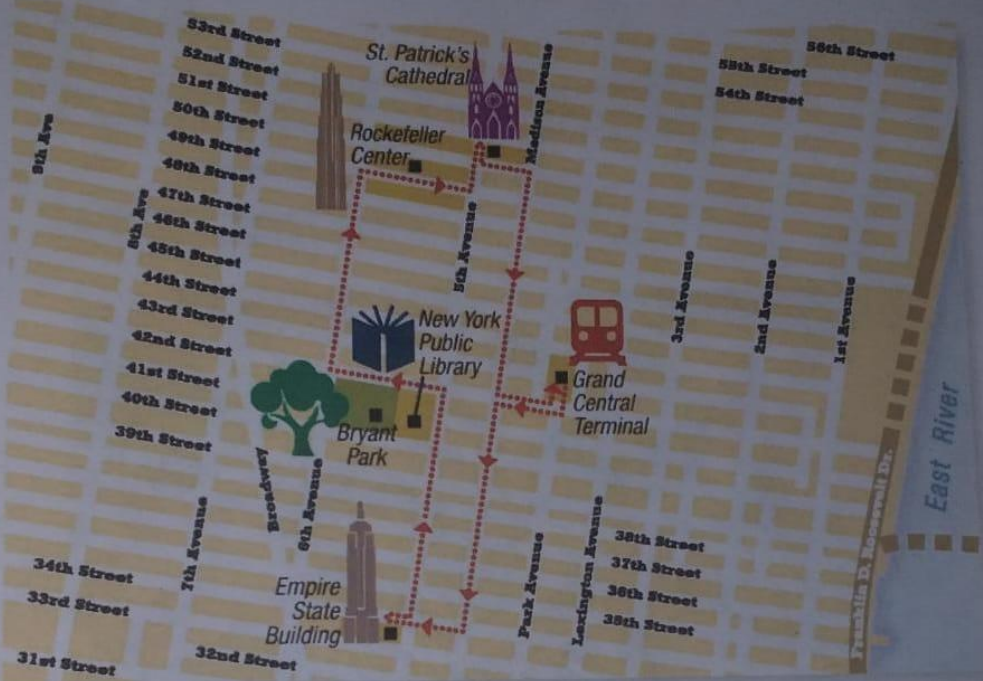 53rd Street
52nd Street
51st Street
50th Street
49th Street
48th Street
47th Street
46th Street
45th Street
44th Street
43rd Street
42nd Street
41st Street
40th Street
39th Street
9th Ave
8th Ave
St. Patrick's
Cathedral
Madison Avenue
56th Street
55th Street
54th Street
Rockefeller
Center
5th Avenue
3rd Avenue
2nd Avenue
1st Avenue
New York
Public
Library
Grand
Central
Terminal
Bryant
Park
East River
7th Avenue
Broadway
6th Avenue
34th Street
33rd Street
31st Street
32nd Street
Empire
State
Building
Park Avenue
Lexington Avenue
38th Street
37th Street
36th Street
35th Street
Franklin D. Roosevelt Dr.